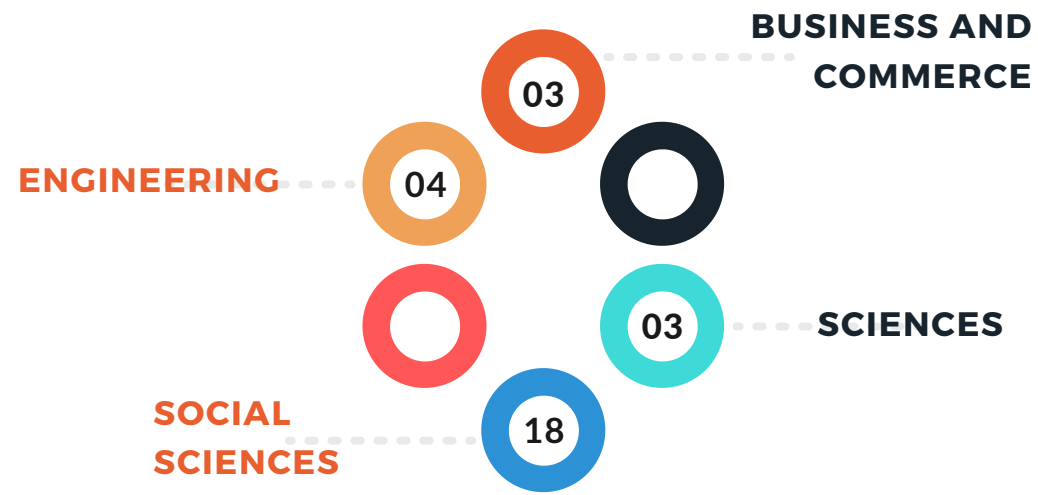 BUSINESS AND
COMMERCE
03
ENGINEERING
04
03
SCIENCES
SOCIAL
SCIENCES
18